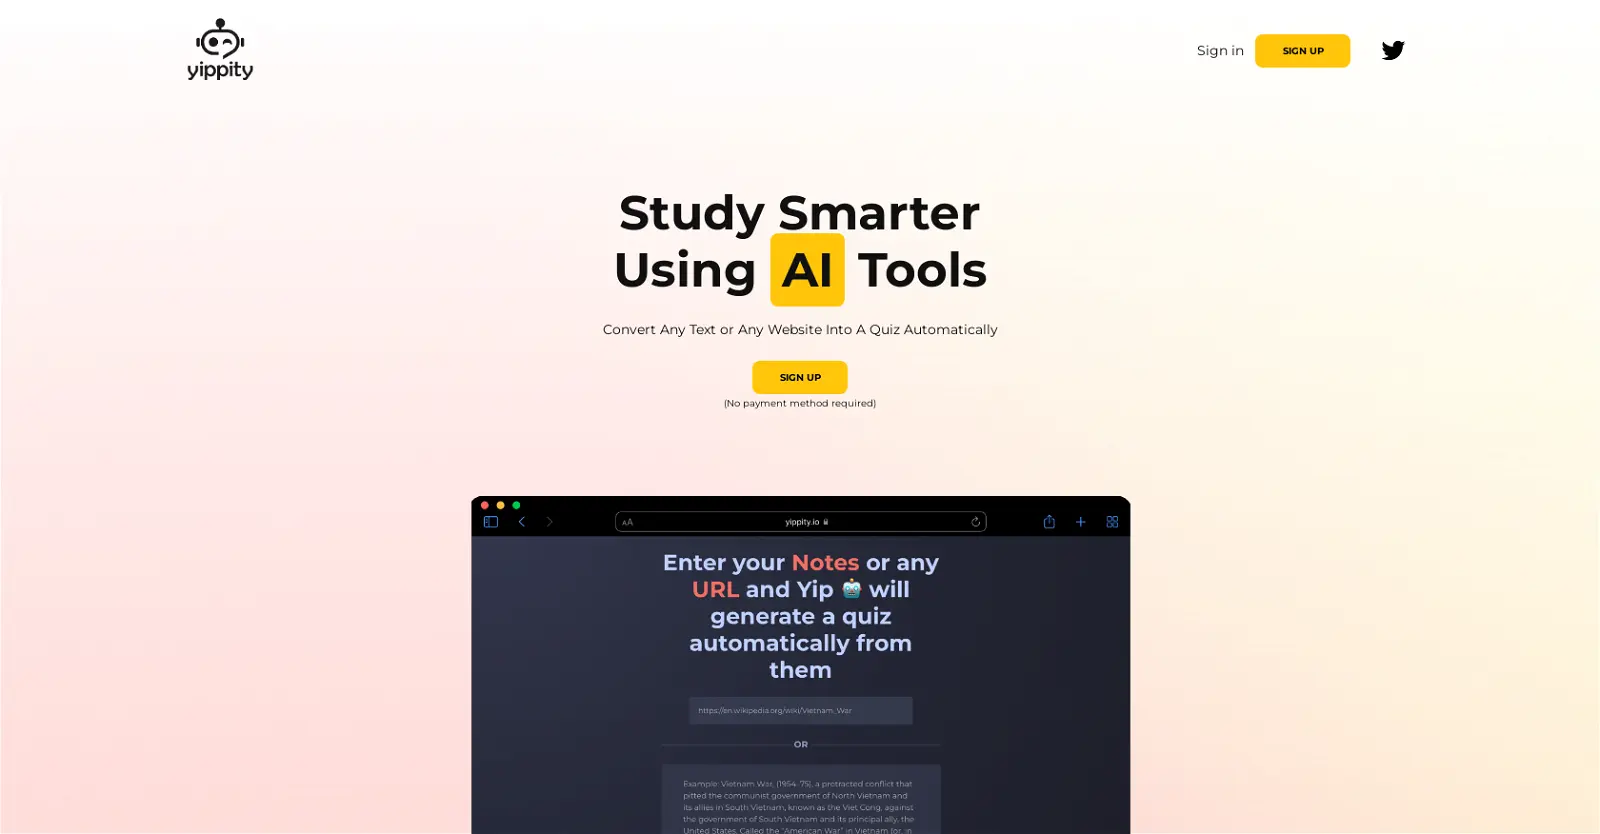 yippity
Sign in
SIGN UP
Study Smarter
Using AI Tools
Convert Any Text or Any Website Into A Quiz Automatically
SIGN UP
(No payment method required)
AA
yippity.io
Enter your Notes or any
URL and Yip will
generate a quiz
automatically from
them
https://en.wikipedia.org/wiki/Vietnam_War
OR
Example: Vietnam War, (1954–75), a protracted conflict that
pitted the communist government of North Vietnam and
its allies in South Vietnam, known as the Viet Cong, against
the government of South Vietnam and its principal ally, the
United States. Called the "American War" in Vietnam (or, in